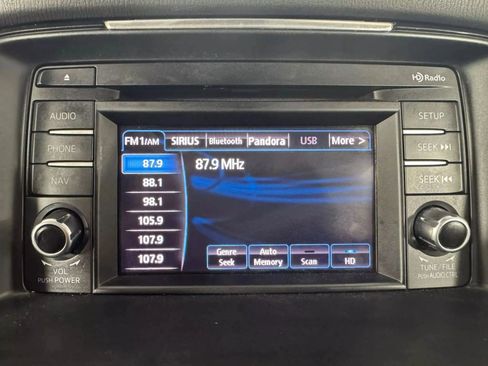 HD Radio
AUDIO
SETUP
PHONE
SEEK
NAV
SEEK
VOL
PUSH POWER
TUNE/FILE
PUSH AUDIO CTRL
FM1/AM SIRIUS Bluetooth Pandora USB More >
87.9 87.9 MHz
88.1
98.1
105.9
107.9
107.9
Genre Seek
Auto Memory
Scan
HD